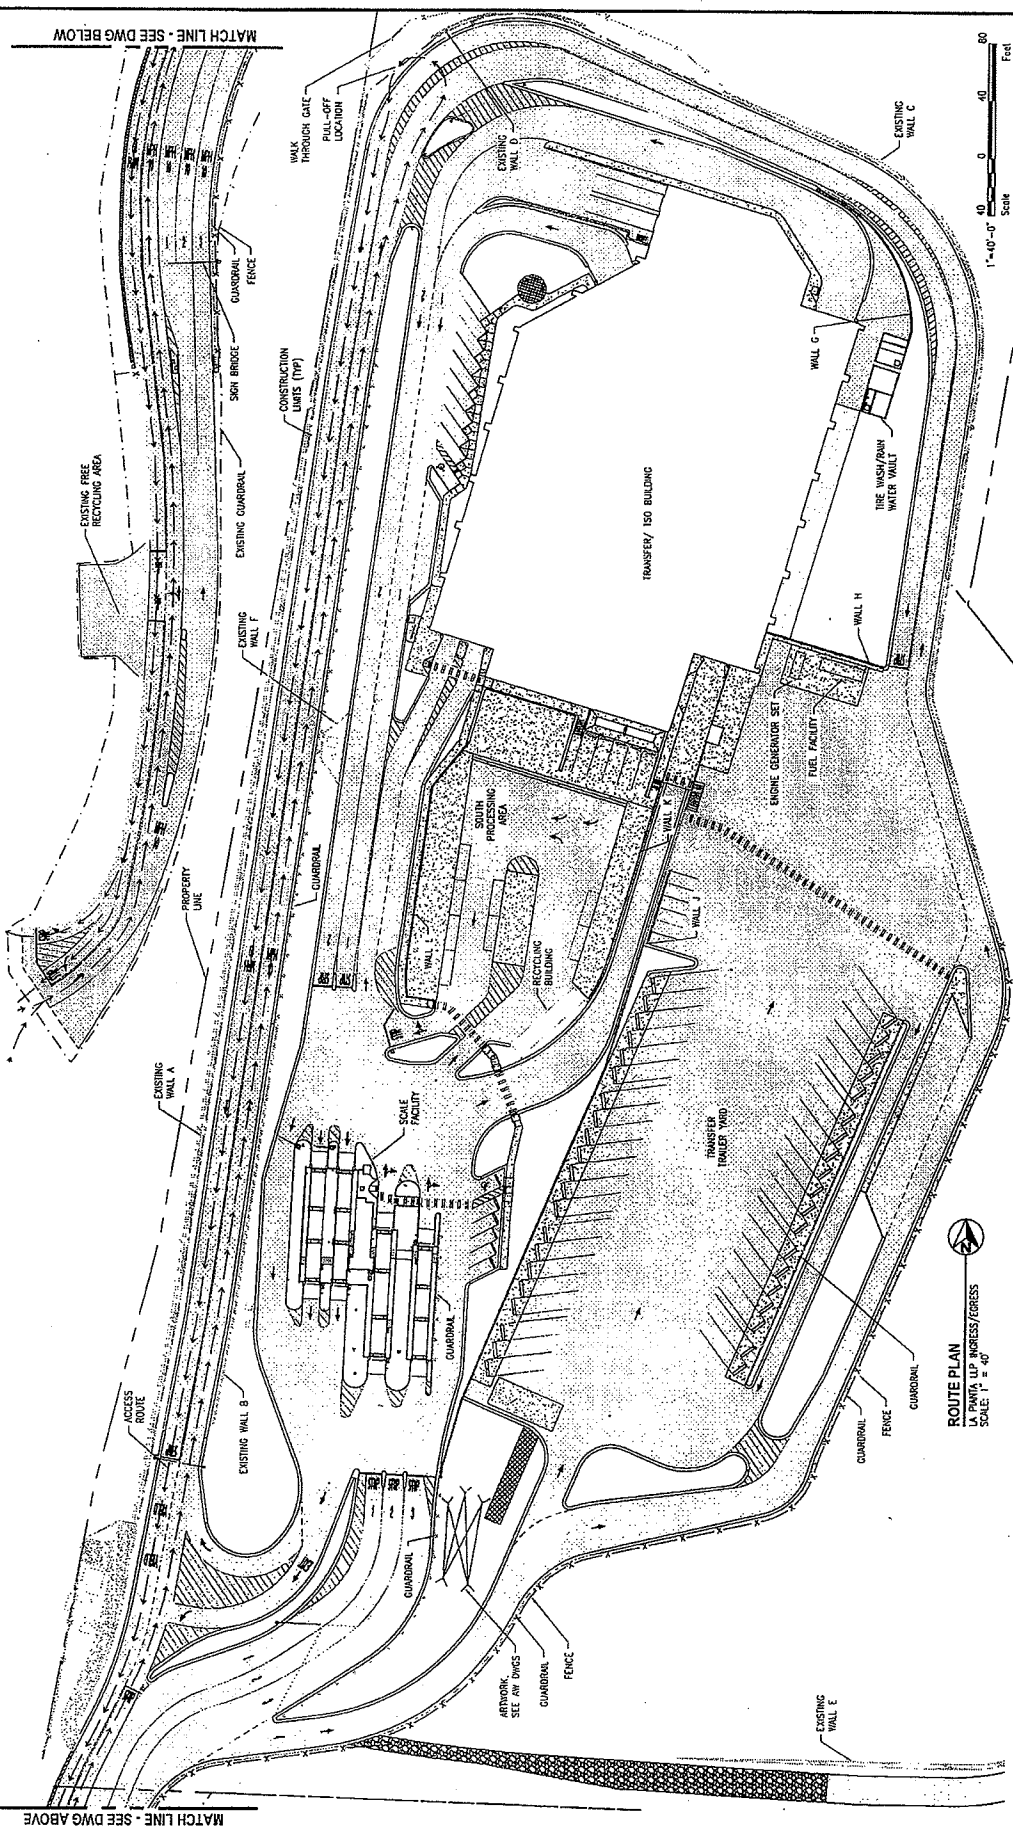 MATCH LINE - SEE DWG BELOW
WALK
THROUGH GATE
PULL-OFF
LOCATION
EXISTING
WALL D
EXISTING
WALL C
40 0 40 80
1"=40'-0" Scale Feet
GUARDRAIL
FENCE
SIGN BRIDGE
CONSTRUCTION
LIMITS (TYP)
EXISTING FREE
RECYCLING AREA
EXISTING GUARDRAIL
EXISTING
WALL F
WALL G
TIRE WASH/RAIN
WATER VAULT
TRANSFER/ ISO BUILDING
WALL H
ENGINE GENERATOR SET
FUEL FACILITY
PROPERTY
LINE
GUARDRAIL
SOUTH
PROCESSING
AREA
WALL K
WALL L
WALL J
RECYCLING
BUILDING
EXISTING
WALL A
SCALE
FACILITY
TRANSFER
TRAILER YARD
ACCESS
ROUTE
EXISTING WALL B
GUARDRAIL
GUARDRAIL
FENCE
GUARDRAIL
ROUTE PLAN
LA PIANTA LLP INGRESS/EGRESS
SCALE: 1" = 40'
GUARDRAIL
ARTWORK,
SEE AW DWGS
GUARDRAIL
FENCE
EXISTING
WALL E
MATCH LINE - SEE DWG ABOVE